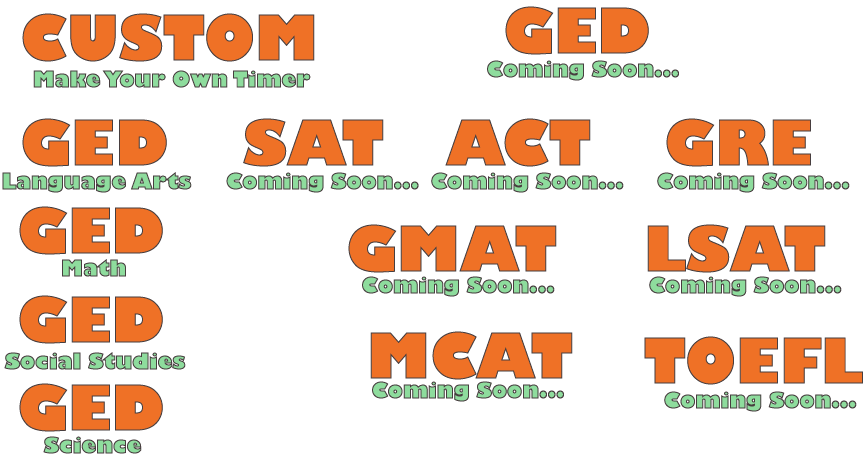 CUSTOM
Make Your Own Timer
GED
Coming Soon...
GED
Language Arts
SAT
Coming Soon...
ACT
Coming Soon...
GRE
Coming Soon...
GED
Math
GMAT
Coming Soon...
LSAT
Coming Soon...
GED
Social Studies
MCAT
Coming Soon...
TOEFL
Coming Soon...
GED
Science